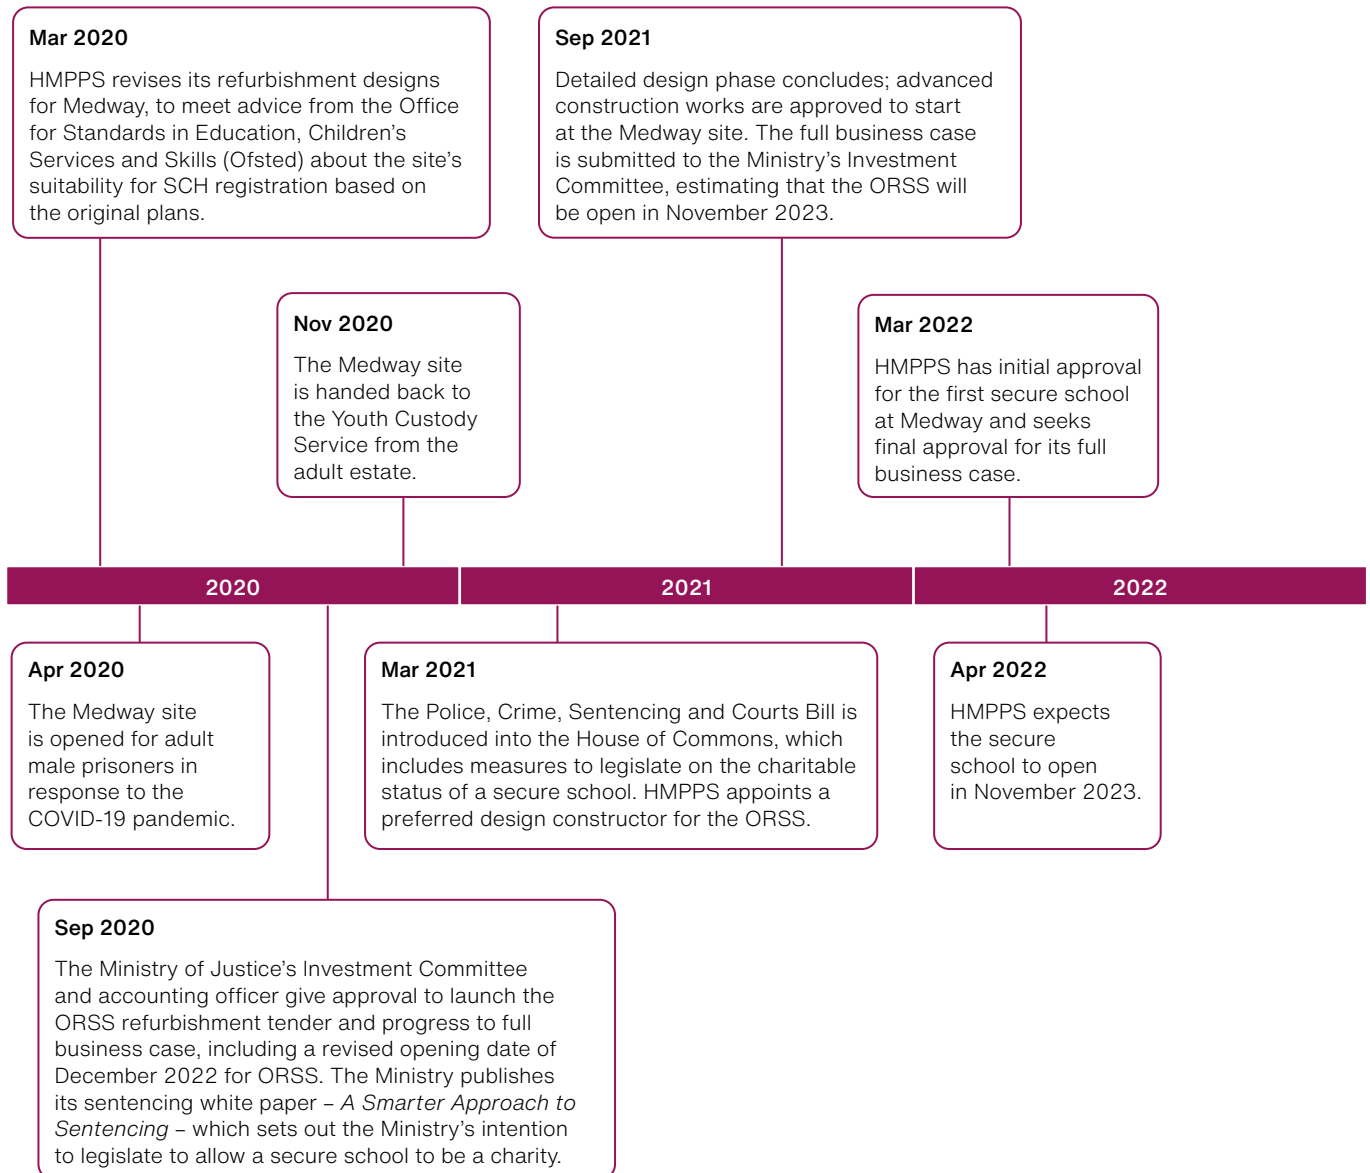 Mar 2020
HMPPS revises its refurbishment designs
for Medway, to meet advice from the Office
for Standards in Education, Children’s
Services and Skills (Ofsted) about the site’s
suitability for SCH registration based on
the original plans.
Sep 2021
Detailed design phase concludes; advanced
construction works are approved to start
at the Medway site. The full business case
is submitted to the Ministry’s Investment
Committee, estimating that the ORSS will
be open in November 2023.
Nov 2020
The Medway site
is handed back to
the Youth Custody
Service from the
adult estate.
Mar 2022
HMPPS has initial approval
for the first secure school
at Medway and seeks
final approval for its full
business case.
2020
2021
2022
Apr 2020
The Medway site
is opened for adult
male prisoners in
response to the
COVID-19 pandemic.
Mar 2021
The Police, Crime, Sentencing and Courts Bill is
introduced into the House of Commons, which
includes measures to legislate on the charitable
status of a secure school. HMPPS appoints a
preferred design constructor for the ORSS.
Apr 2022
HMPPS expects
the secure
school to open
in November 2023.
Sep 2020
The Ministry of Justice’s Investment Committee
and accounting officer give approval to launch the
ORSS refurbishment tender and progress to full
business case, including a revised opening date of
December 2022 for ORSS. The Ministry publishes
its sentencing white paper – A Smarter Approach to
Sentencing – which sets out the Ministry’s intention
to legislate to allow a secure school to be a charity.